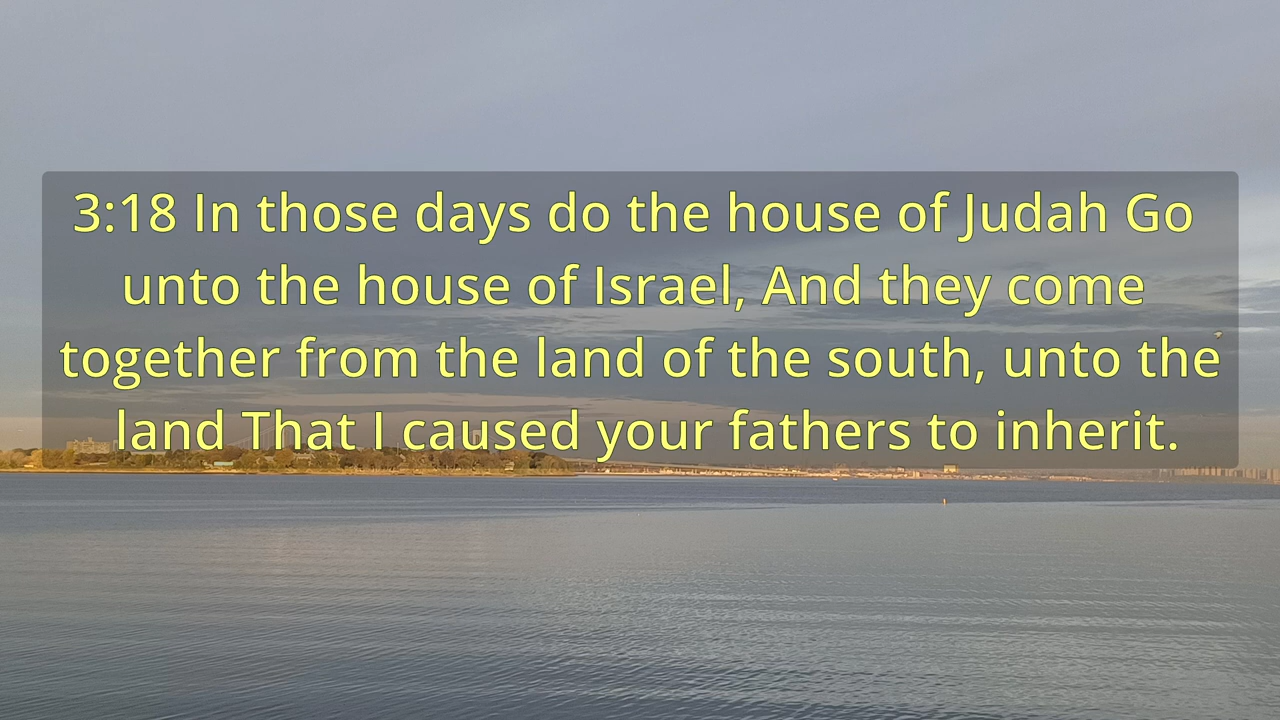 3:18 In those days do the house of Judah Go
unto the house of Israel, And they come
together from the land of the south, unto the
land That I caused your fathers to inherit.